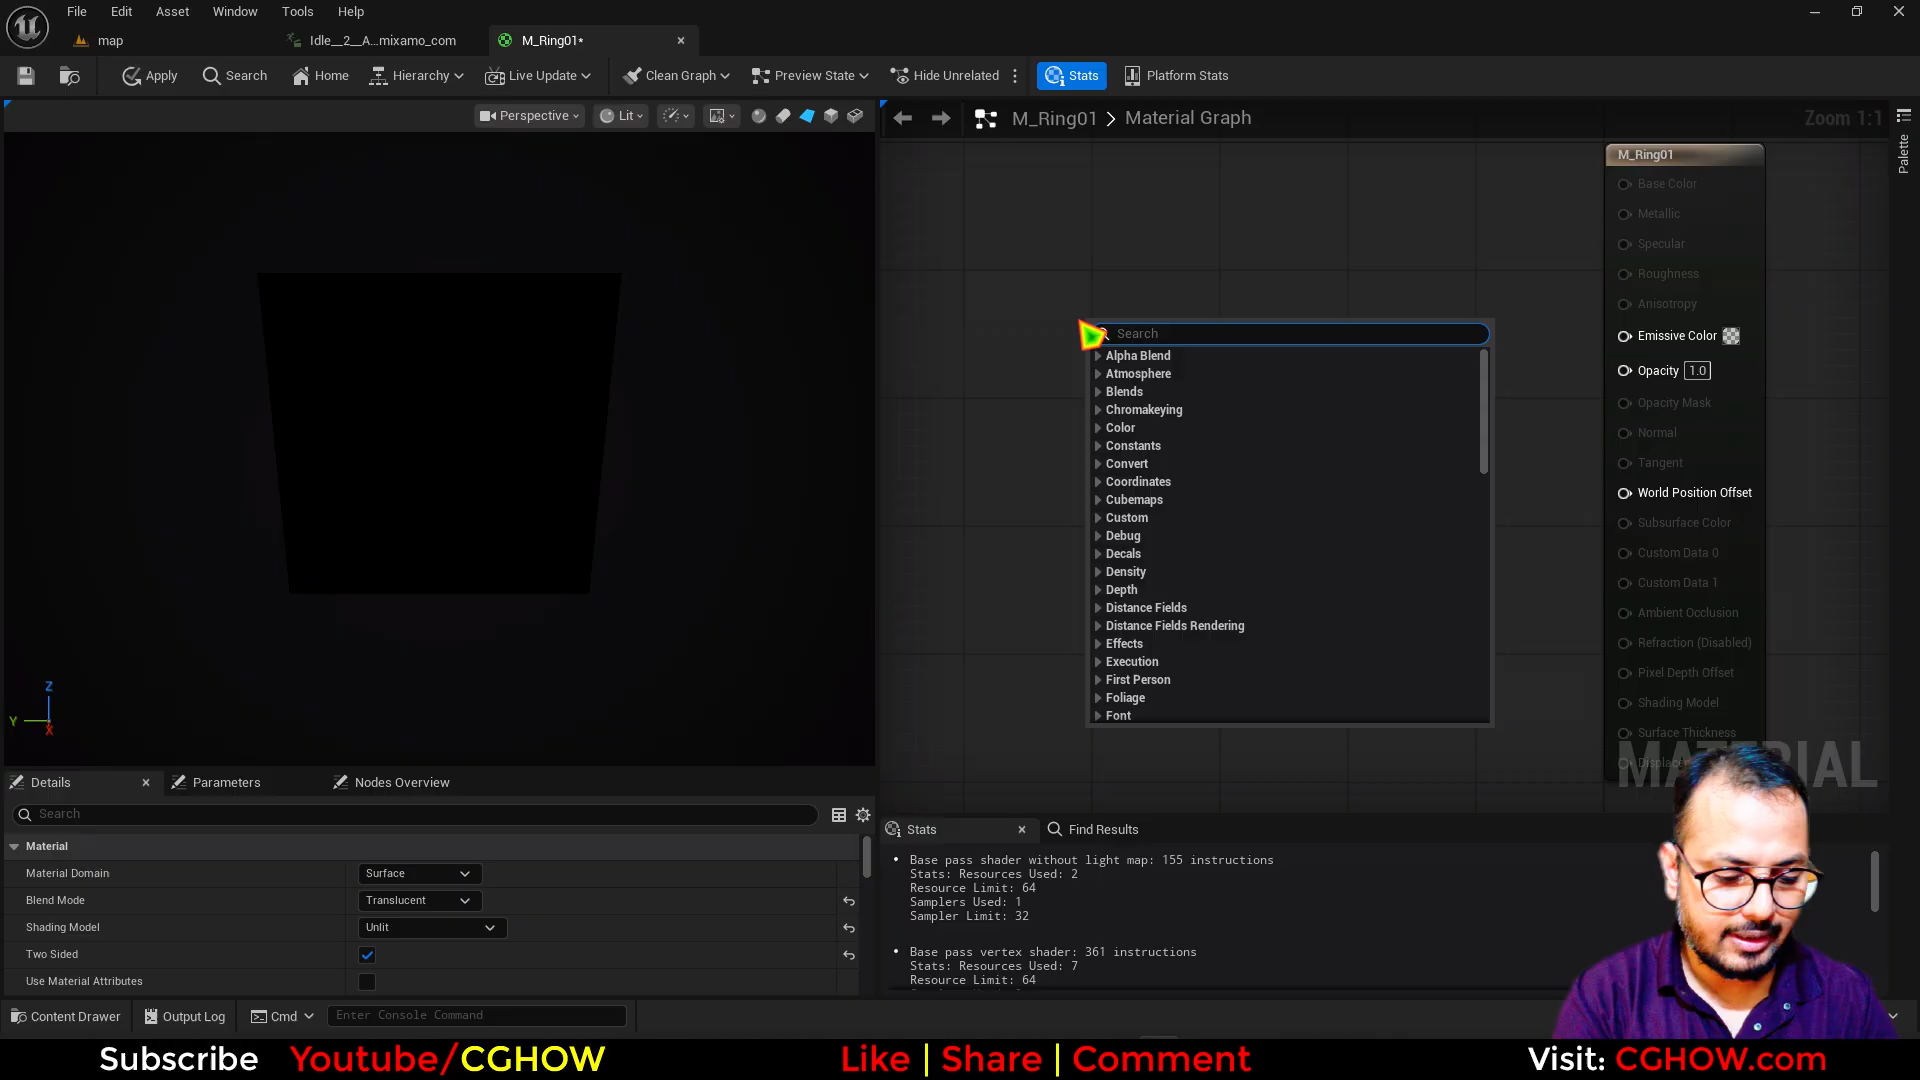 File Edit Asset Window Tools Help
map Idle__2__A...mixamo_com M_Ring01*
Apply Search Home Hierarchy Live Update Clean Graph Preview State Hide Unrelated Stats Platform Stats
Perspective Lit
M_Ring01 > Material Graph
Zoom 1:1
Palette
M_Ring01
Base Color
Metallic
Specular
Roughness
Anisotropy
Emissive Color
Opacity 1.0
Opacity Mask
Normal
Tangent
World Position Offset
Subsurface Color
Custom Data 0
Custom Data 1
Ambient Occlusion
Refraction (Disabled)
Pixel Depth Offset
Shading Model
Surface Thickness
Search
Alpha Blend
Atmosphere
Blends
Chromakeying
Color
Constants
Convert
Coordinates
Cubemaps
Custom
Debug
Decals
Density
Depth
Distance Fields
Distance Fields Rendering
Effects
Execution
First Person
Foliage
Font
Z
Y
X
Details Parameters Nodes Overview
Search
Material
Material Domain Surface
Blend Mode Translucent
Shading Model Unlit
Two Sided
Use Material Attributes
Stats Find Results
• Base pass shader without light map: 155 instructions
Stats: Resources Used: 2
Resource Limit: 64
Samplers Used: 1
Sampler Limit: 32
• Base pass vertex shader: 361 instructions
Stats: Resources Used: 7
Resource Limit: 64
Content Drawer Output Log Cmd Enter Console Command
Subscribe Youtube/CGHOW Like | Share | Comment Visit: CGHOW.com